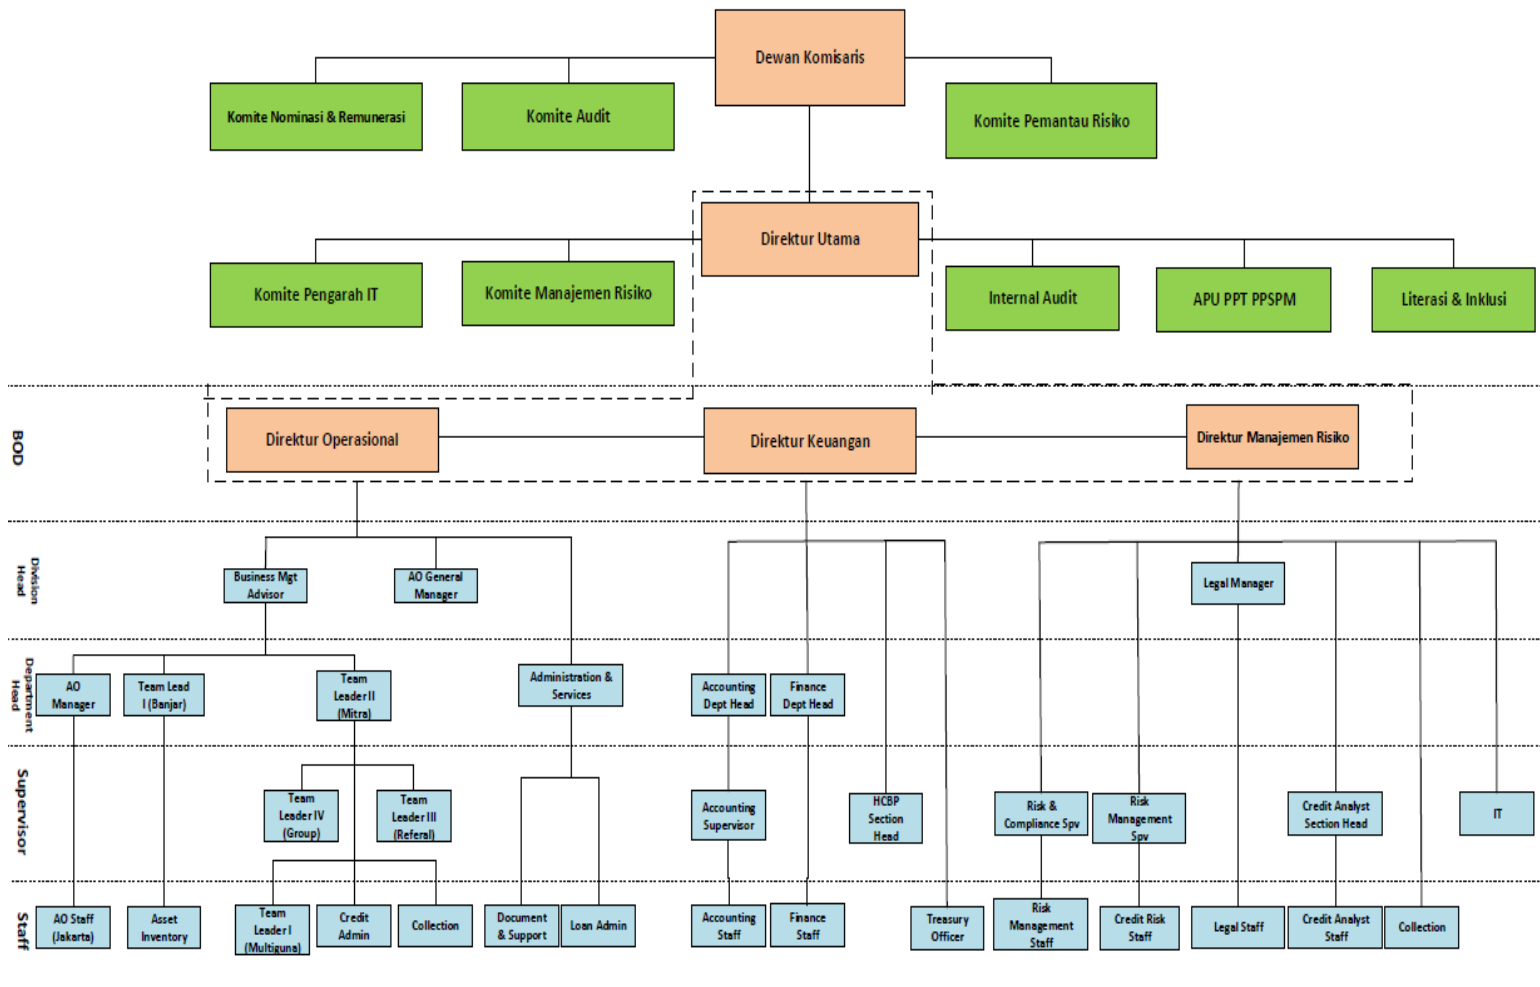 Dewan Komisaris
Komite Nominasi & Remunerasi
Komite Audit
Komite Pemantau Risiko
Direktur Utama
Komite Pengarah IT
Komite Manajemen Risiko
Internal Audit
APU PPT PPSPM
Literasi & Inklusi
BOD
Direktur Operasional
Direktur Keuangan
Direktur Manajemen Risiko
Division
Head
Business Mgt
Advisor
AO General
Manager
Legal Manager
Department
Head
AO
Manager
Team Lead
I (Banjar)
Team
Leader II
(Mitra)
Administration &
Services
Accounting
Dept Head
Finance
Dept Head
Supervisor
Team
Leader IV
(Group)
Team
Leader III
(Referal)
Accounting
Supervisor
HCBP
Section
Head
Risk &
Compliance Spv
Risk
Management
Spv
Credit Analyst
Section Head
IT
Staff
AO Staff
(Jakarta)
Asset
Inventory
Team
Leader I
(Multiguna)
Credit
Admin
Collection
Document
& Support
Loan Admin
Accounting
Staff
Finance
Staff
Treasury
Officer
Risk
Management
Staff
Credit Risk
Staff
Legal Staff
Credit Analyst
Staff
Collection